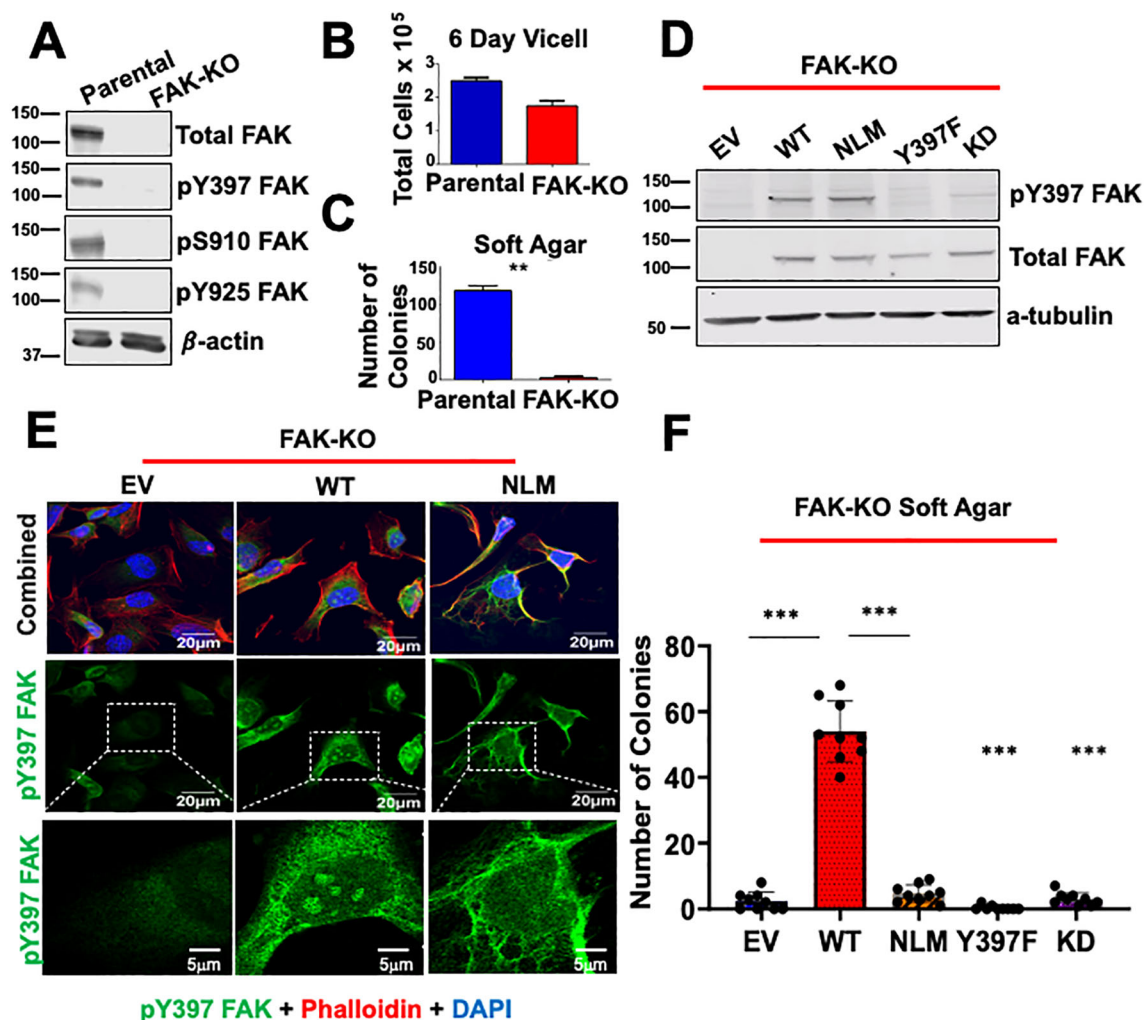 A
Parental
FAK-KO
150
100
Total FAK
150
100
pY397 FAK
150
100
pS910 FAK
150
100
pY925 FAK
37
β-actin
B
6 Day Vicell
Total Cells x 10⁵
3
2
1
0
Parental FAK-KO
C
Soft Agar
**
Number of
Colonies
150
100
50
0
Parental FAK-KO
D
FAK-KO
EV
WT
NLM
Y397F
KD
150
100
pY397 FAK
150
100
Total FAK
50
a-tubulin
E
FAK-KO
EV
WT
NLM
Combined
20µm
20µm
20µm
pY397 FAK
20µm
20µm
20µm
pY397 FAK
5µm
5µm
5µm
pY397 FAK + Phalloidin + DAPI
F
FAK-KO Soft Agar
***
***
***
***
Number of Colonies
80
60
40
20
0
EV
WT
NLM
Y397F
KD